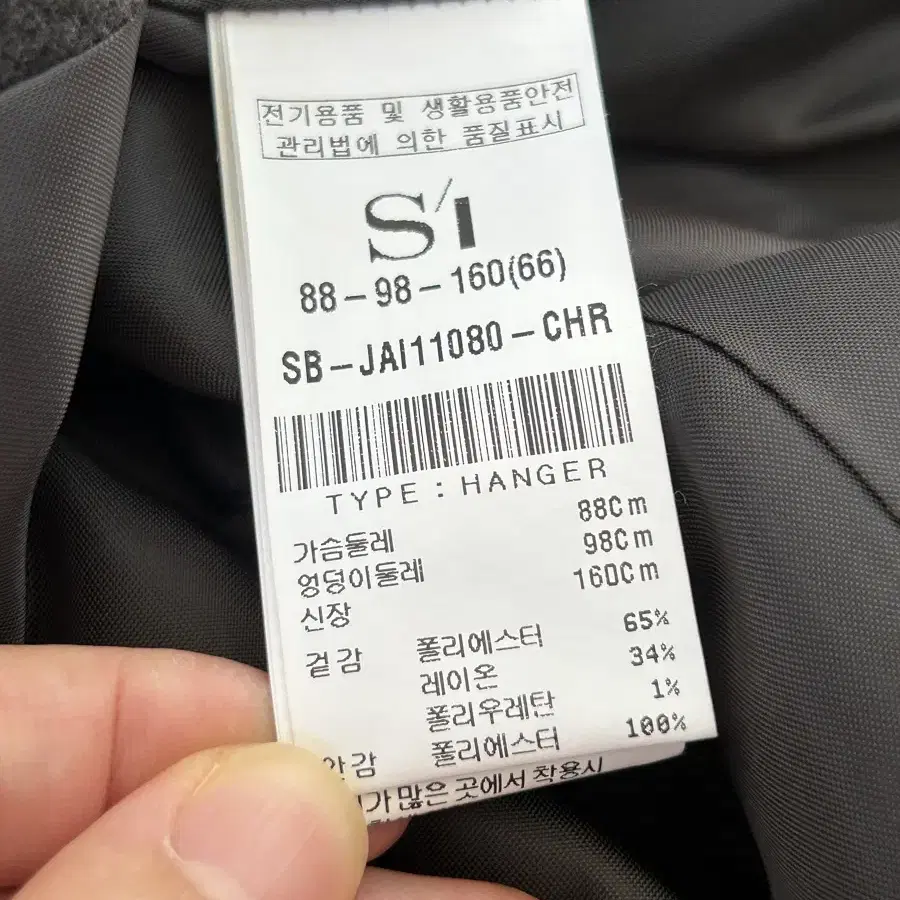 전기용품 및 생활용품안전
관리법에 의한 품질표시
S'I
88-98-160(66)
SB-JAI11080-CHR
TYPE : HANGER
가슴둘레 88Cm
엉덩이둘레 98Cm
신장 160Cm
겉감 폴리에스터 65%
레이온 34%
폴리우레탄 1%
안감 폴리에스터 100%
많은 곳에서 착용시